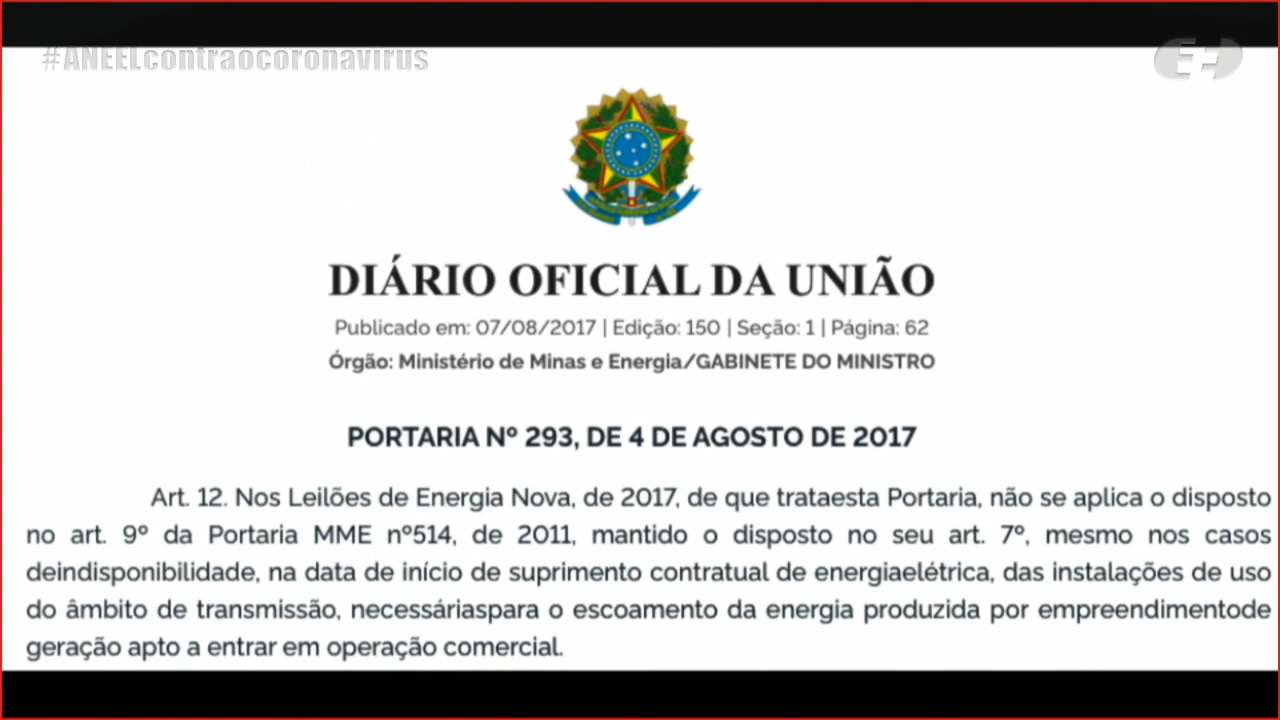 #ANEELcontraocoronavirus
DIÁRIO OFICIAL DA UNIÃO
Publicado em: 07/08/2017 | Edição: 150 | Seção: 1 | Página: 62
Órgão: Ministério de Minas e Energia/GABINETE DO MINISTRO
PORTARIA Nº 293, DE 4 DE AGOSTO DE 2017
Art. 12. Nos Leilões de Energia Nova, de 2017, de que trataesta Portaria, não se aplica o disposto
no art. 9º da Portaria MME nº514, de 2011, mantido o disposto no seu art. 7º, mesmo nos casos
deindisponibilidade, na data de início de suprimento contratual de energiaelétrica, das instalações de uso
do âmbito de transmissão, necessáriaspara o escoamento da energia produzida por empreendimentode
geração apto a entrar em operação comercial.